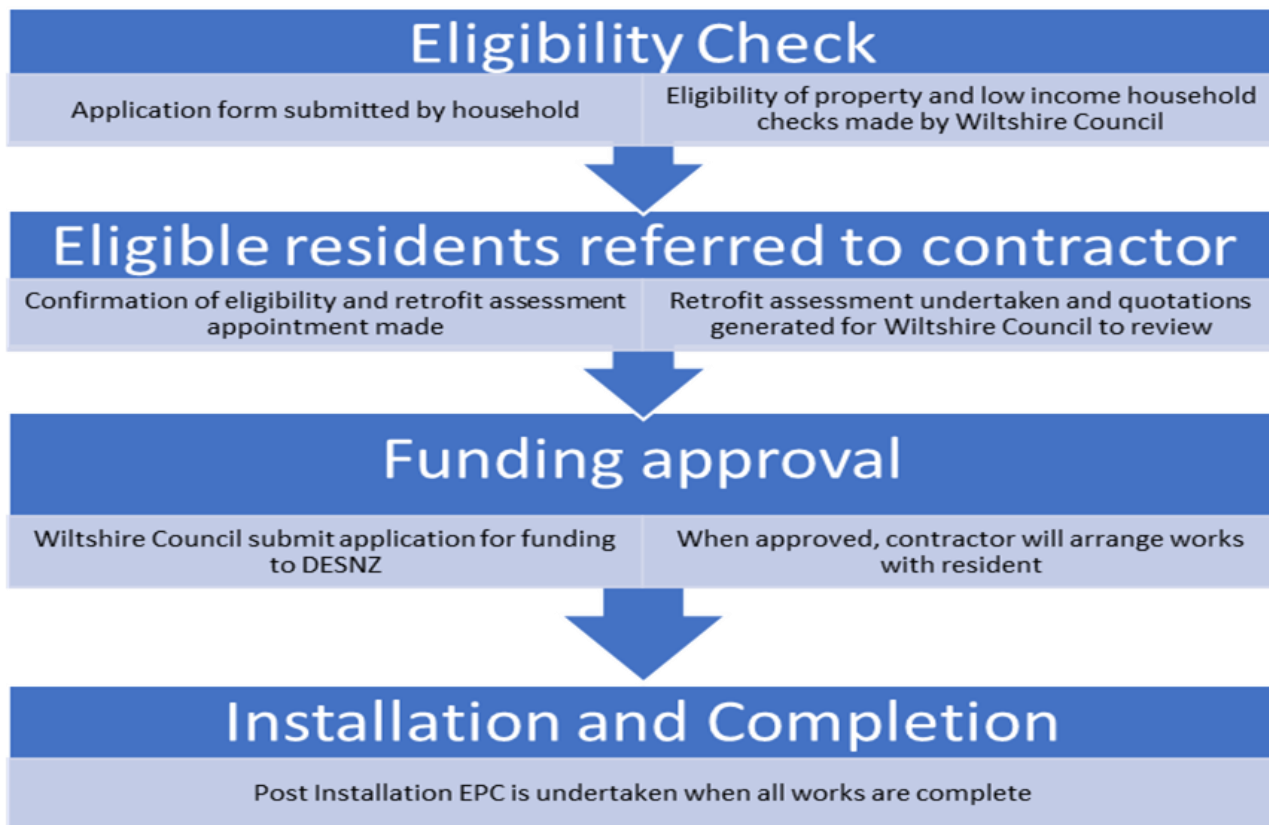 Eligibility Check
Application form submitted by household
Eligibility of property and low income household
checks made by Wiltshire Council
Eligible residents referred to contractor
Confirmation of eligibility and retrofit assessment
appointment made
Retrofit assessment undertaken and quotations
generated for Wiltshire Council to review
Funding approval
Wiltshire Council submit application for funding
to DESNZ
When approved, contractor will arrange works
with resident
Installation and Completion
Post Installation EPC is undertaken when all works are complete